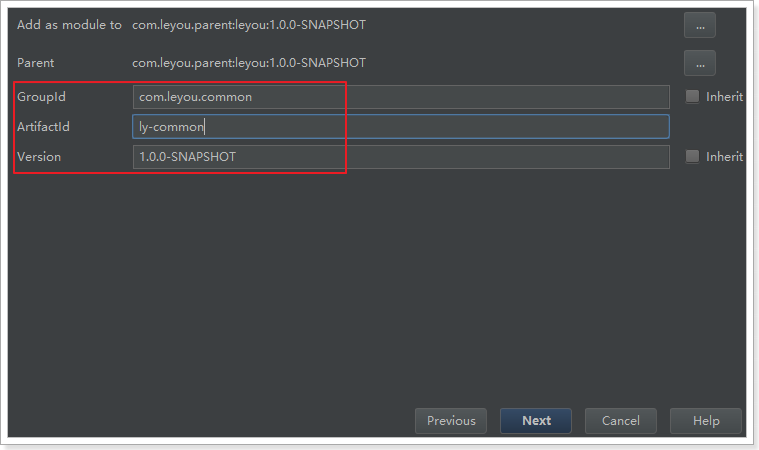 Add as module to com.leyou.parent:leyou:1.0.0-SNAPSHOT ...
Parent com.leyou.parent:leyou:1.0.0-SNAPSHOT ...
GroupId com.leyou.common Inherit
ArtifactId ly-common
Version 1.0.0-SNAPSHOT Inherit
Previous Next Cancel Help